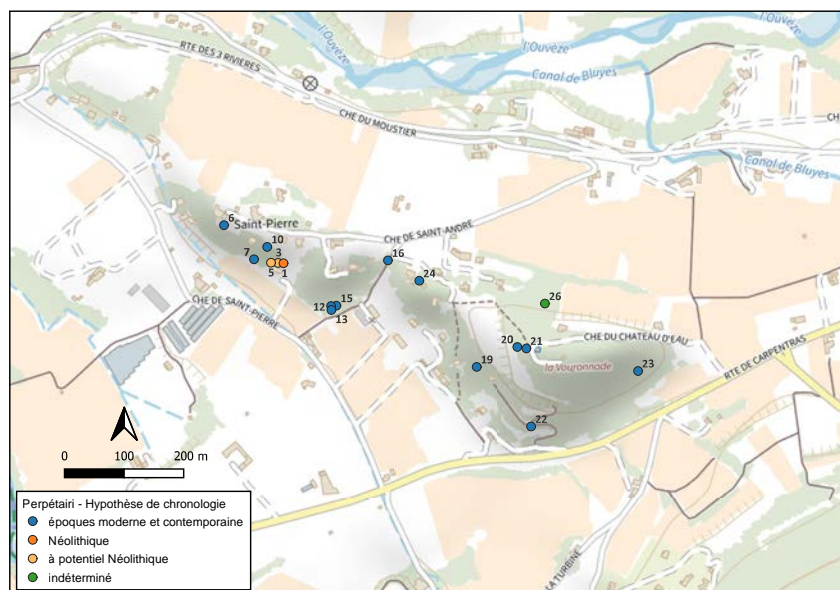 l'Ouvèze
l'Ouvèze
l'Ouvèze
RTE DES 3 RIVIERES
Canal de Bluyes
CHE DU MOUSTIER
CH
Canal de Bluyes
6
Saint-Pierre
CHE DE SAINT-ANDRE
10
7
3
5
1
16
24
26
CHE DE SAINT-PIERRE
12
15
13
20
21
CHE DU CHATEAU D'EAU
19
la Vouronnade
23
RTE DE CARPENTRAS
22
0 100 200 m
LA TURBINE
Perpétairi - Hypothèse de chronologie
époques moderne et contemporaine
Néolithique
à potentiel Néolithique
indéterminé